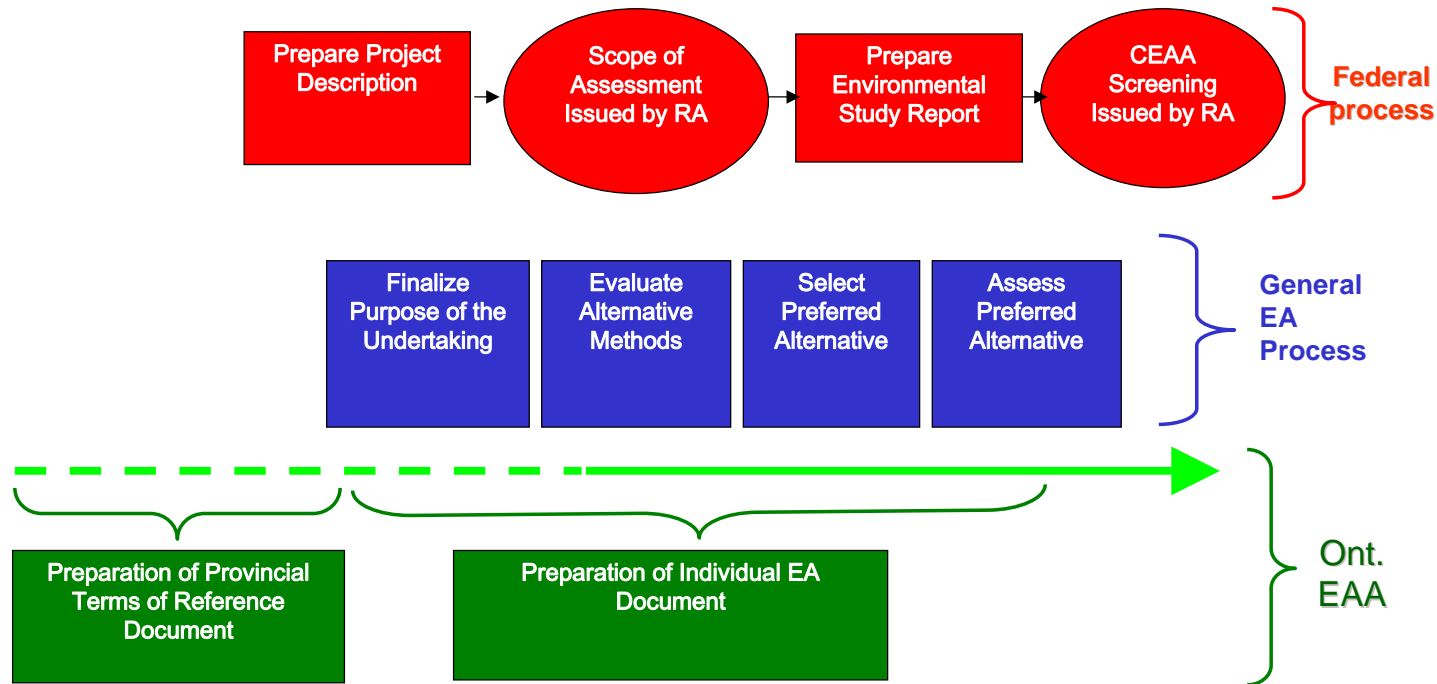 Prepare Project
Description
Scope of
Assessment
Issued by RA
Prepare
Environmental
Study Report
CEAA
Screening
Issued by RA
Federal
process
Finalize
Purpose of the
Undertaking
Evaluate
Alternative
Methods
Select
Preferred
Alternative
Assess
Preferred
Alternative
General
EA
Process
Preparation of Provincial
Terms of Reference
Document
Preparation of Individual EA
Document
Ont.
EAA